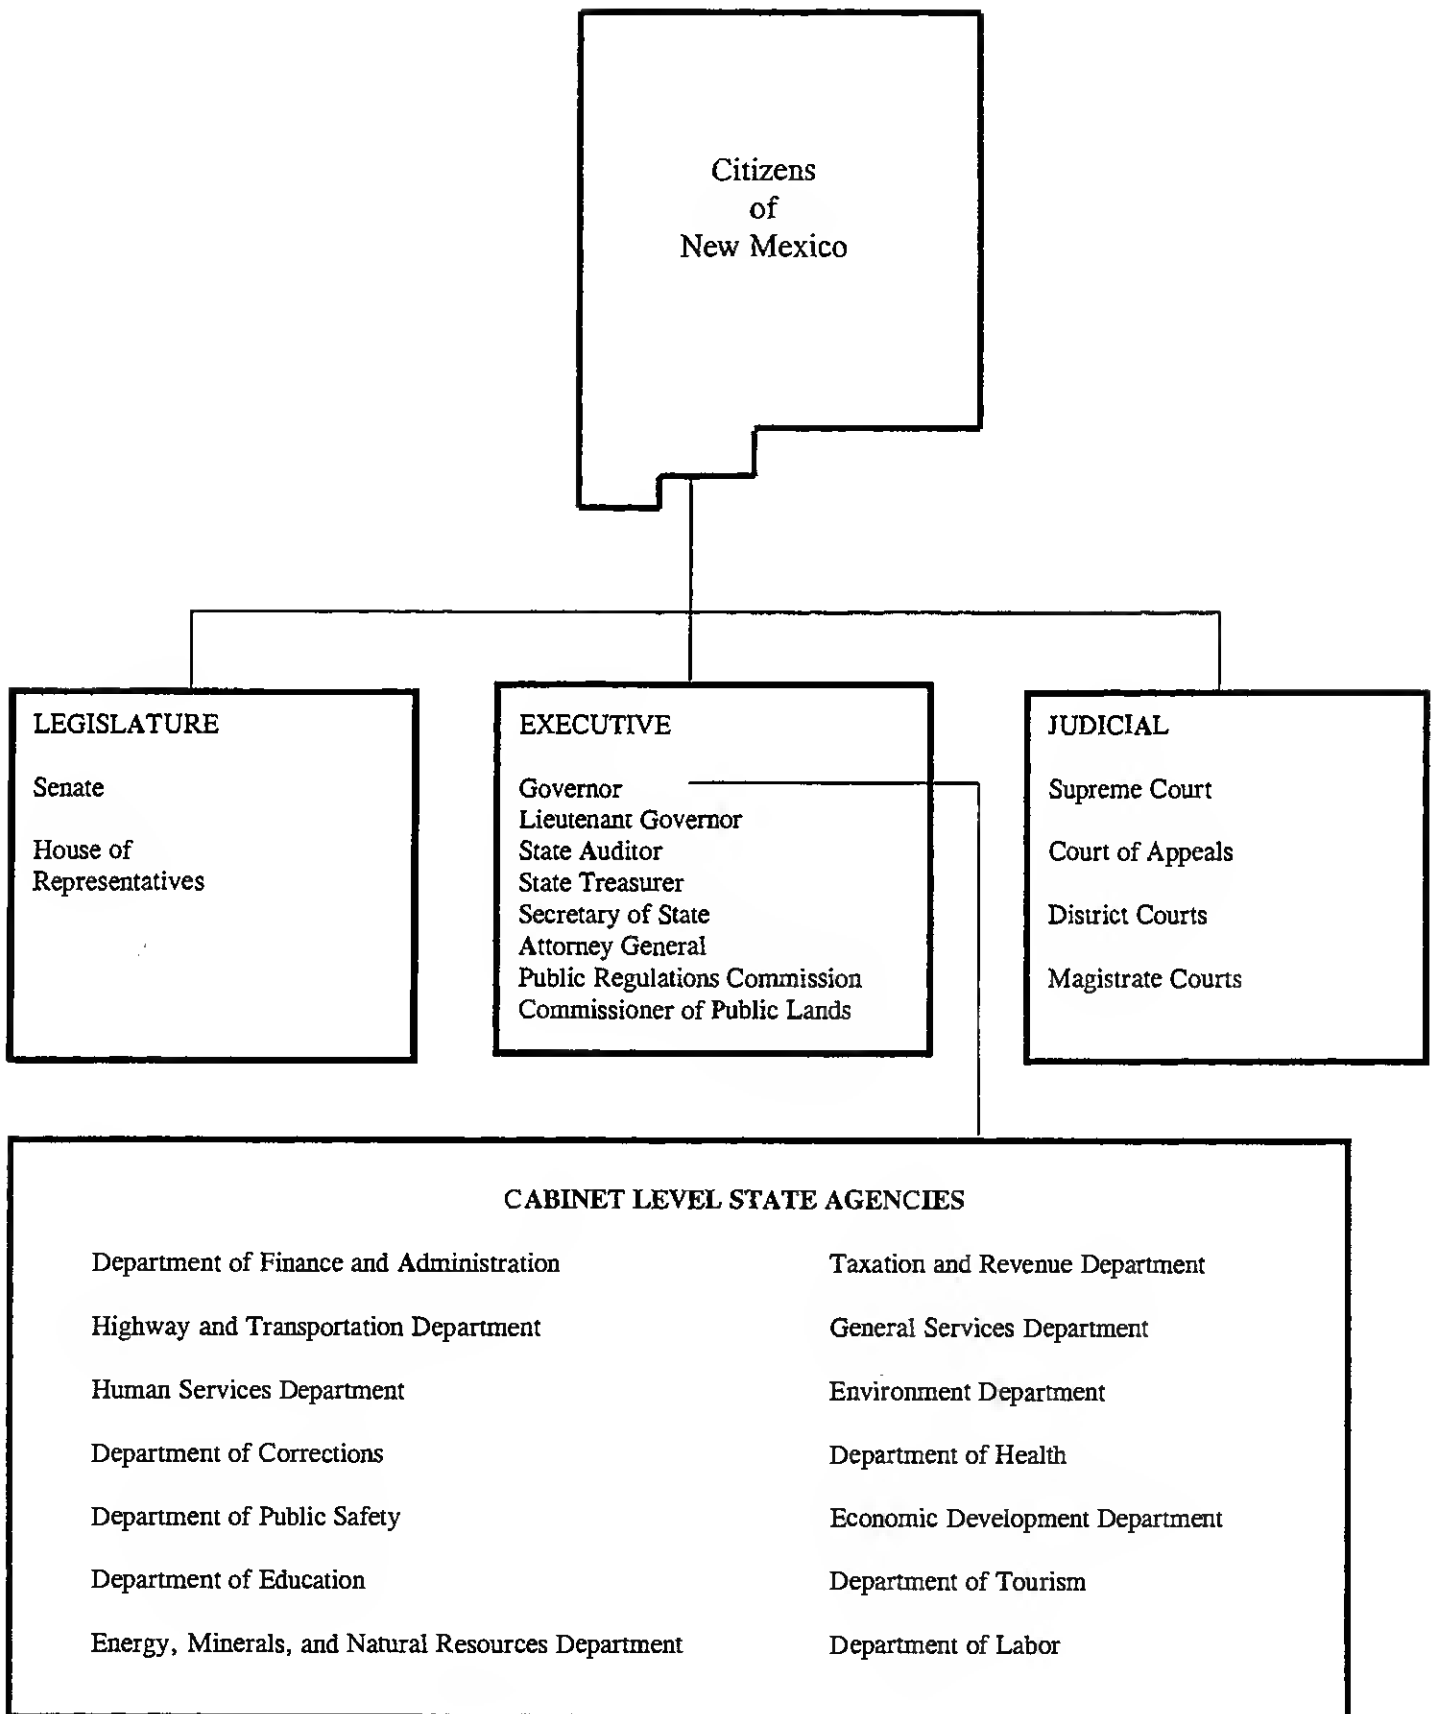 Citizens
of
New Mexico
LEGISLATURE
Senate
House of
Representatives
EXECUTIVE
Governor
Lieutenant Governor
State Auditor
State Treasurer
Secretary of State
Attorney General
Public Regulations Commission
Commissioner of Public Lands
JUDICIAL
Supreme Court
Court of Appeals
District Courts
Magistrate Courts
CABINET LEVEL STATE AGENCIES
Department of Finance and Administration
Highway and Transportation Department
Human Services Department
Department of Corrections
Department of Public Safety
Department of Education
Energy, Minerals, and Natural Resources Department
Taxation and Revenue Department
General Services Department
Environment Department
Department of Health
Economic Development Department
Department of Tourism
Department of Labor